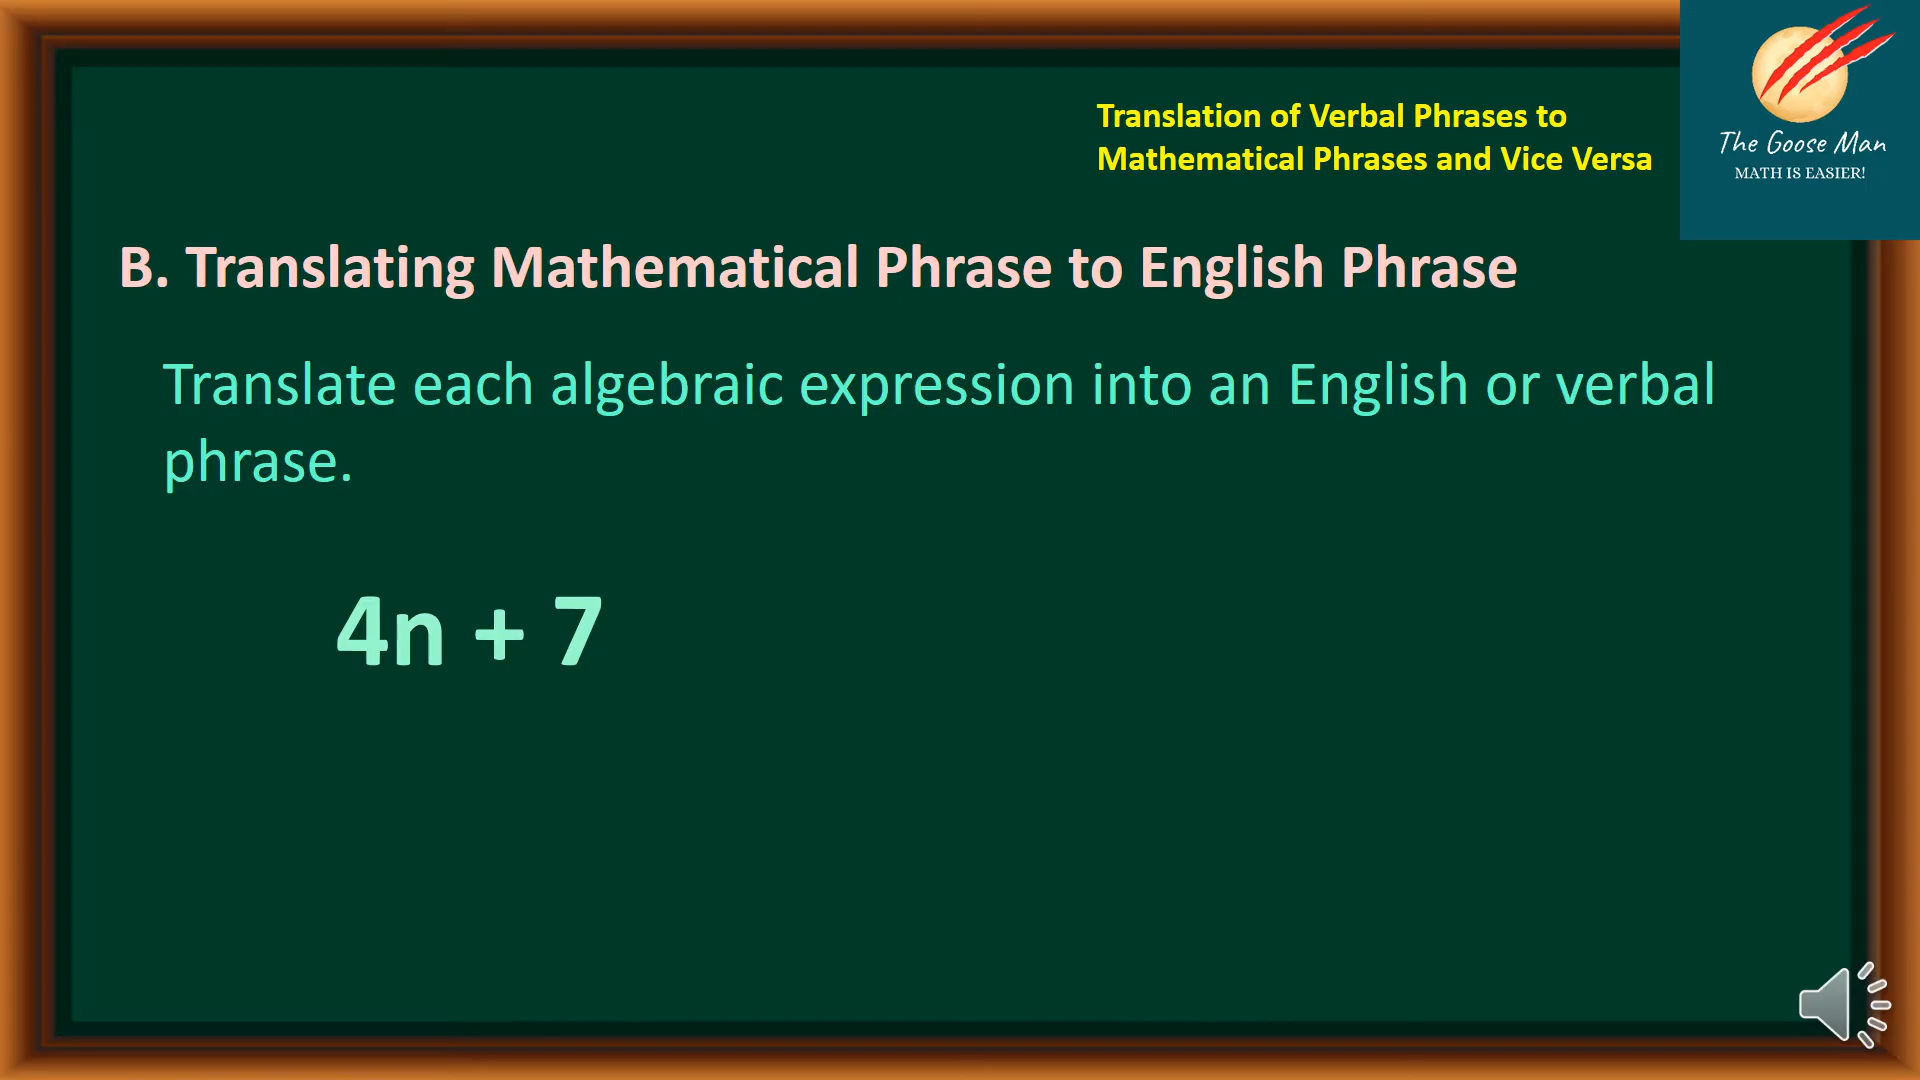 Translation of Verbal Phrases to
Mathematical Phrases and Vice Versa
The Goose Man
MATH IS EASIER!
B. Translating Mathematical Phrase to English Phrase
Translate each algebraic expression into an English or verbal
phrase.
4n + 7